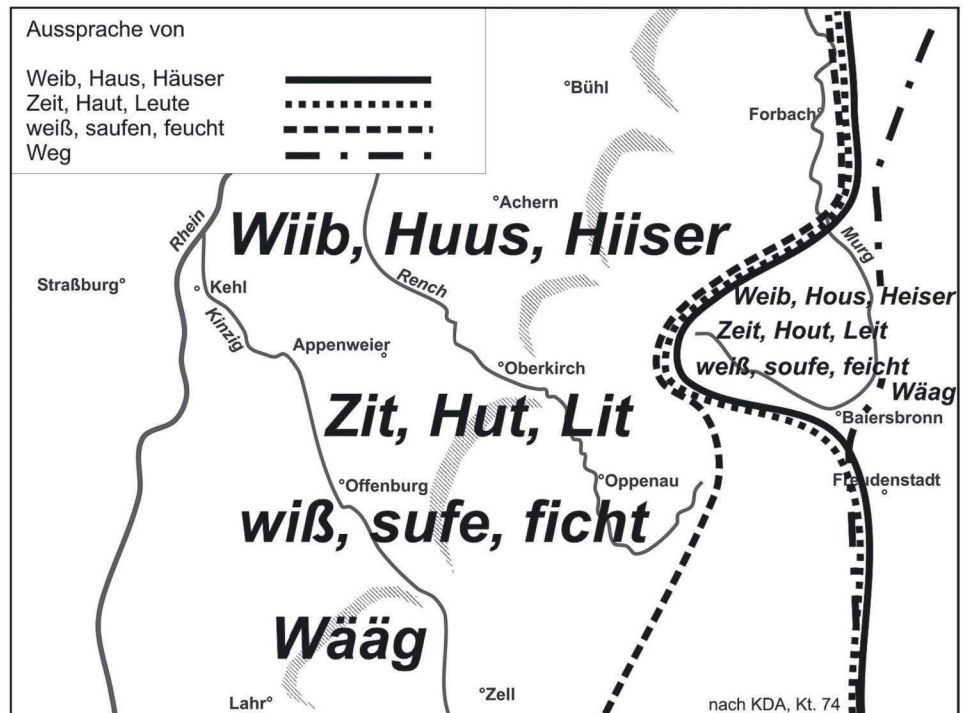 Aussprache von
Weib, Haus, Häuser
Zeit, Haut, Leute
weiß, saufen, feucht
Weg
°Bühl
Forbach°
°Achern
Rhein
Wiib, Huus, Hiiser
Murg
Straßburg°
° Kehl
Rench
Weib, Hous, Heiser
Kinzig
Zeit, Hout, Leit
Appenweier°
°Oberkirch
weiß, soufe, feicht
Wäag
Zit, Hut, Lit
°Baiersbronn
°Offenburg
°Oppenau
Freudenstadt°
wiß, sufe, ficht
Wääg
Lahr°
°Zell
nach KDA, Kt. 74